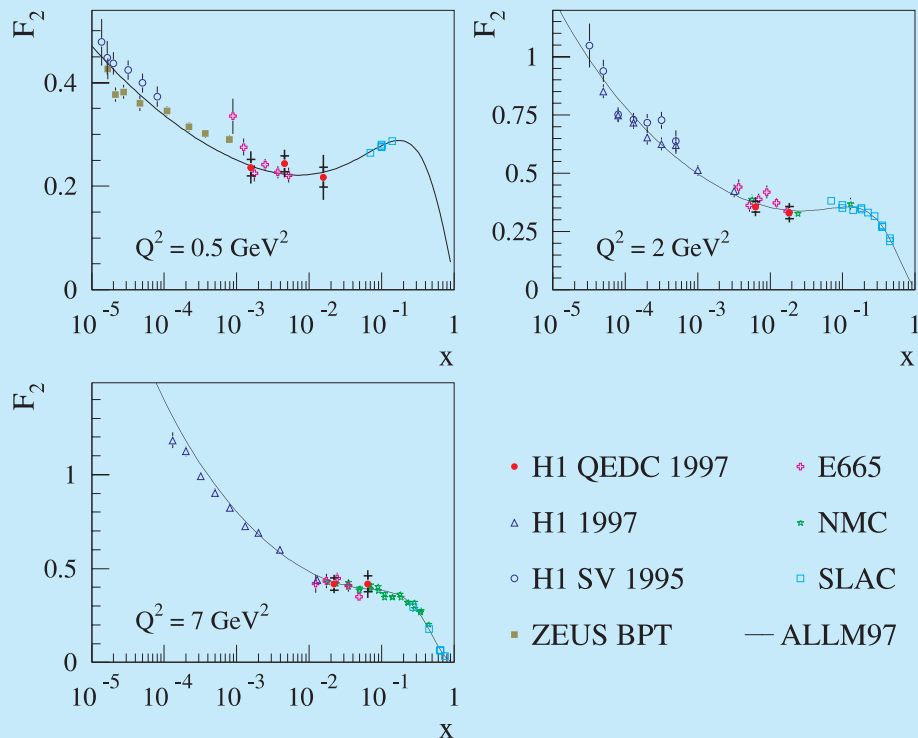 F₂
0.4
0.2
0
Q² = 0.5 GeV²
10⁻⁵ 10⁻⁴ 10⁻³ 10⁻² 10⁻¹ 1
x
F₂
1
0.75
0.5
0.25
0
Q² = 2 GeV²
10⁻⁵ 10⁻⁴ 10⁻³ 10⁻² 10⁻¹ 1
x
F₂
1
0.5
0
Q² = 7 GeV²
10⁻⁵ 10⁻⁴ 10⁻³ 10⁻² 10⁻¹ 1
x
H1 QEDC 1997
H1 1997
H1 SV 1995
ZEUS BPT
E665
NMC
SLAC
ALLM97